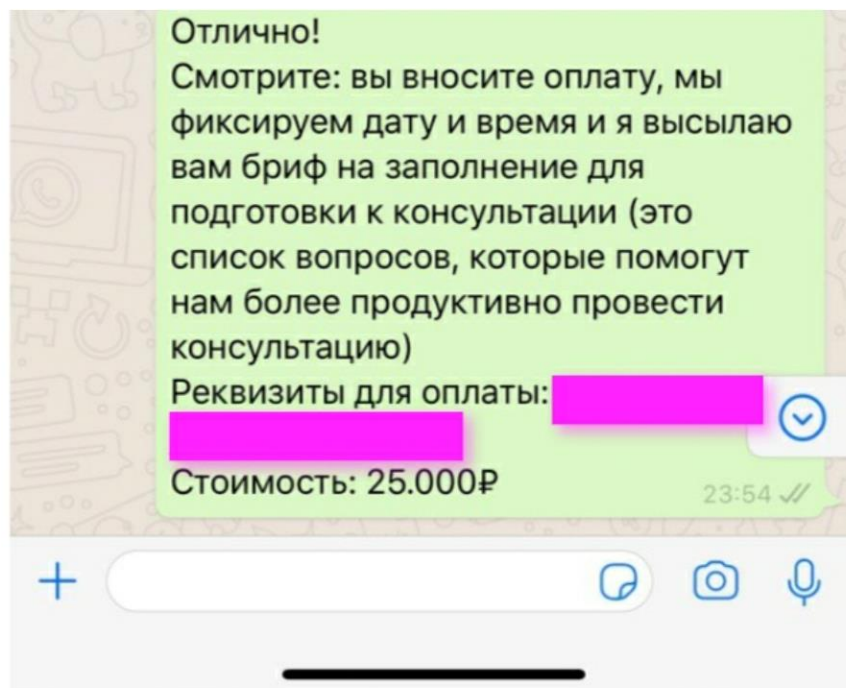 Отлично!
Смотрите: вы вносите оплату, мы
фиксируем дату и время и я высылаю
вам бриф на заполнение для
подготовки к консультации (это
список вопросов, которые помогут
нам более продуктивно провести
консультацию)
Реквизиты для оплаты:
Стоимость: 25.000₽
23:54